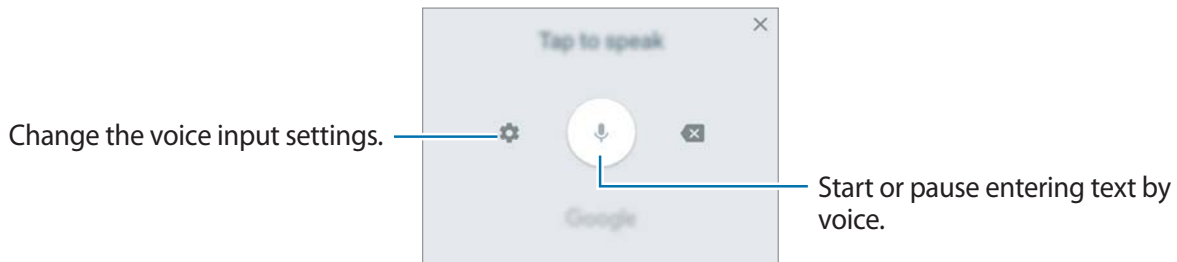 Tap to speak
Change the voice input settings.
Start or pause entering text by
voice.
Google